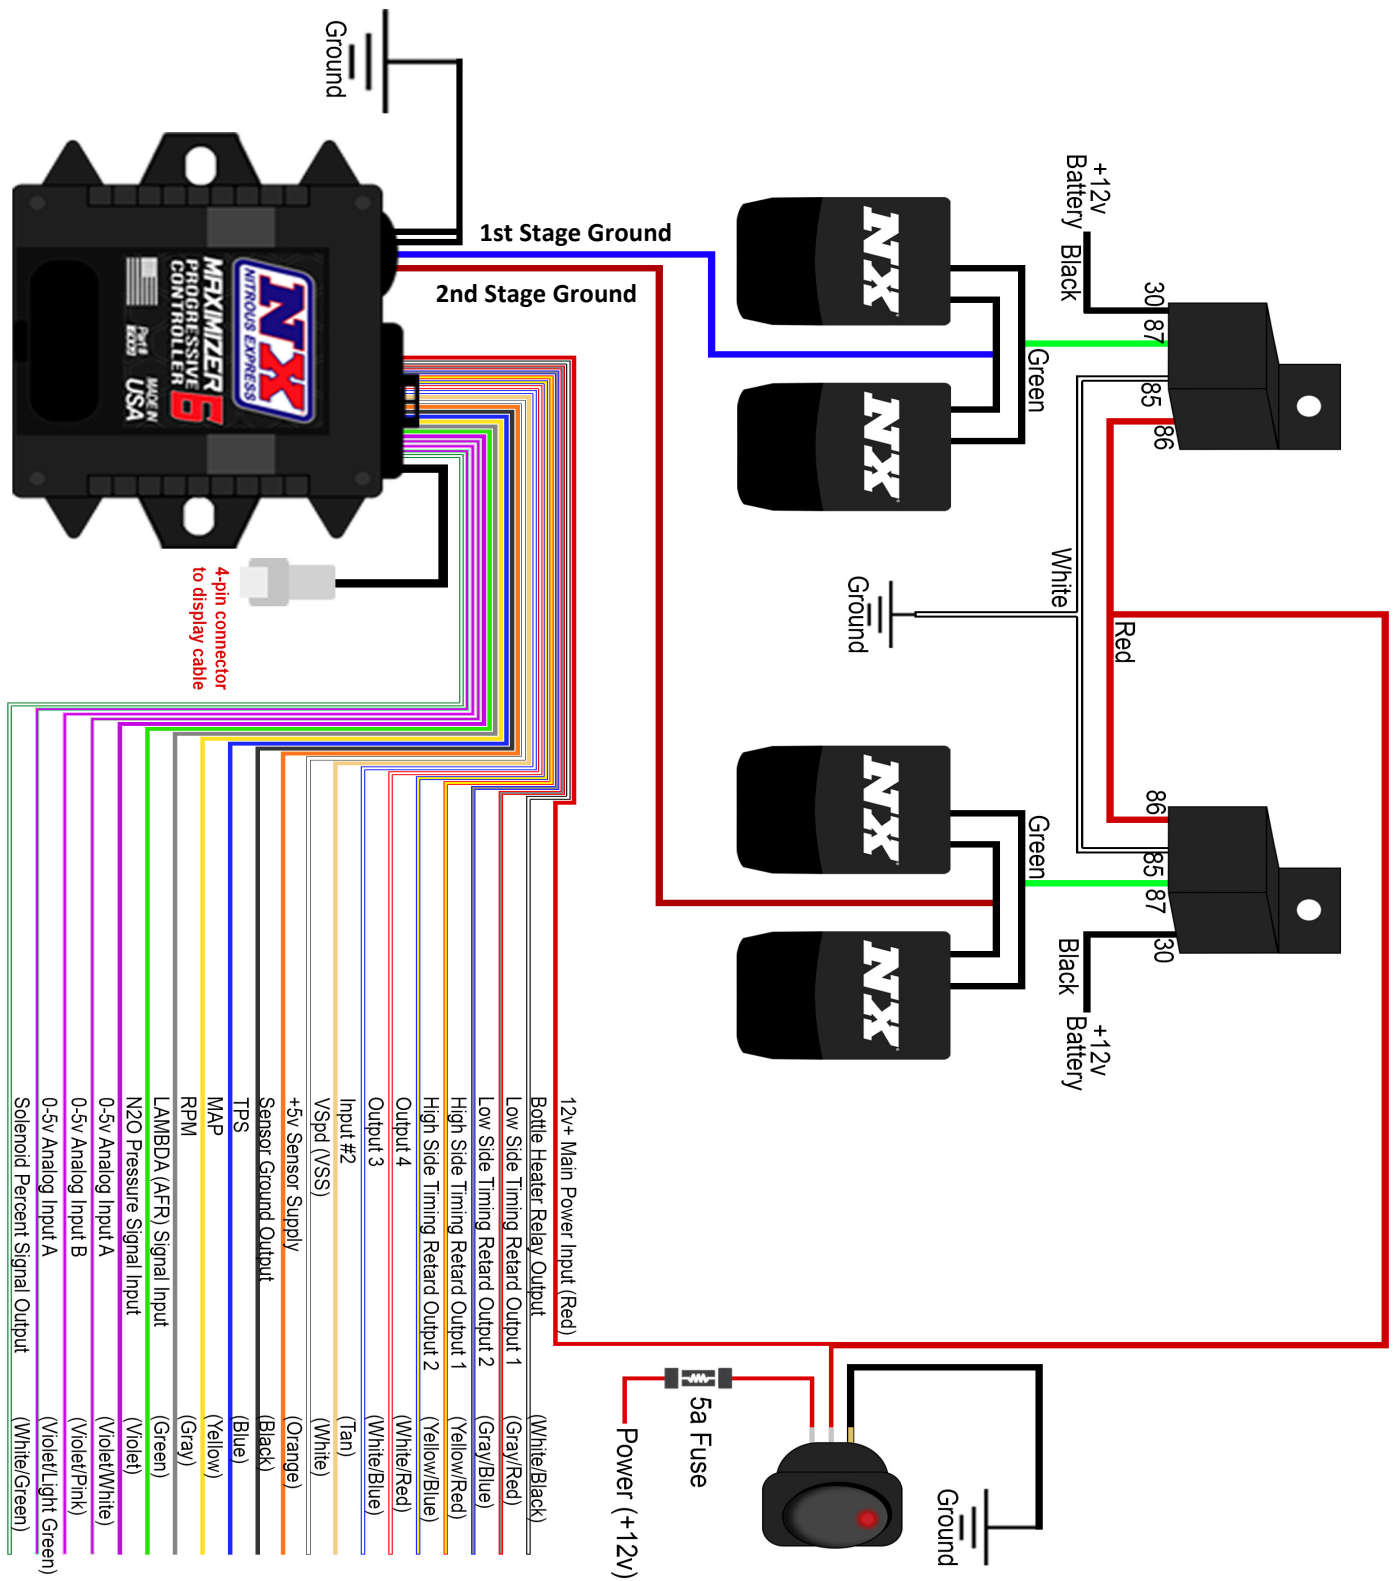 Ground
1st Stage Ground
2nd Stage Ground
NX
NITROUS EXPRESS
MAXIMIZER 6
PROGRESSIVE
CONTROLLER
MADE IN
USA
4-pin connector
to display cable
NX
NX
NX
NX
+12v
Battery
Black
30
87
85
86
Green
White
Red
Ground
86
85
87
30
Green
Black
+12v
Battery
12v+ Main Power Input (Red)
Bottle Heater Relay Output (White/Black)
Low Side Timing Retard Output 1 (Gray/Red)
Low Side Timing Retard Output 2 (Gray/Blue)
High Side Timing Retard Output 1 (Yellow/Red)
High Side Timing Retard Output 2 (Yellow/Blue)
Output 4 (White/Red)
Output 3 (White/Blue)
Input #2 (Tan)
VSpd (VSS) (White)
+5v Sensor Supply (Orange)
Sensor Ground Output (Black)
TPS (Blue)
MAP (Yellow)
RPM (Gray)
LAMBDA (AFR) Signal Input (Green)
N2O Pressure Signal Input (Violet)
0-5v Analog Input A (Violet/White)
0-5v Analog Input B (Violet/Pink)
0-5v Analog Input A (Violet/Light Green)
Solenoid Percent Signal Output (White/Green)
5a Fuse
Power (+12v)
Ground